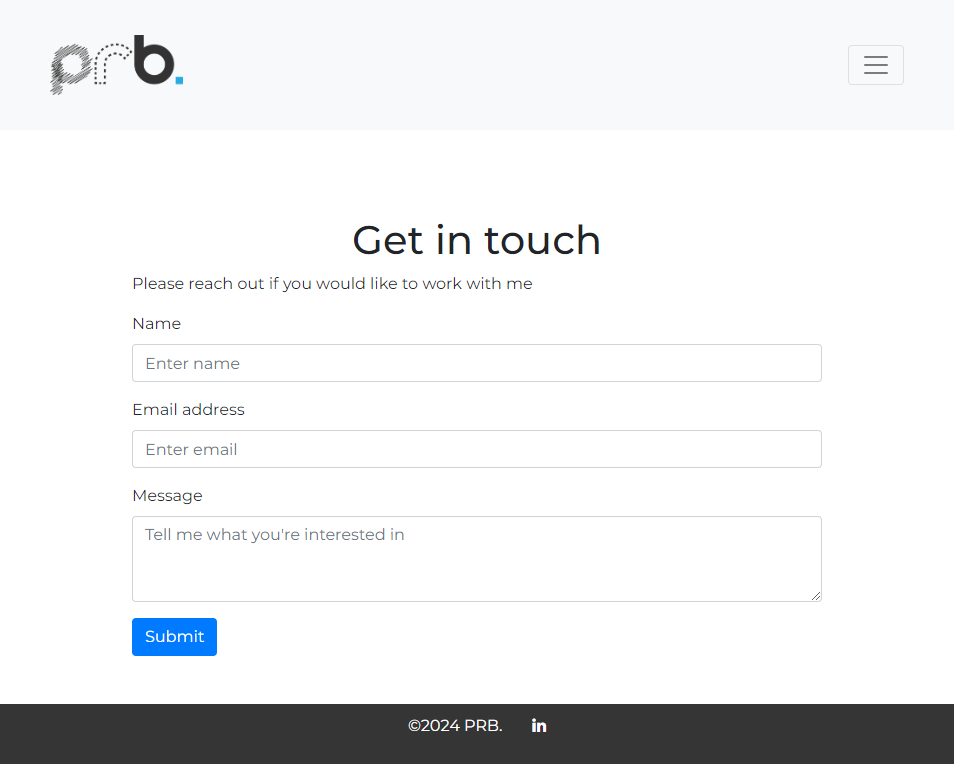 prb.
Get in touch
Please reach out if you would like to work with me
Name
Enter name
Email address
Enter email
Message
Tell me what you're interested in
Submit
©2024 PRB. in